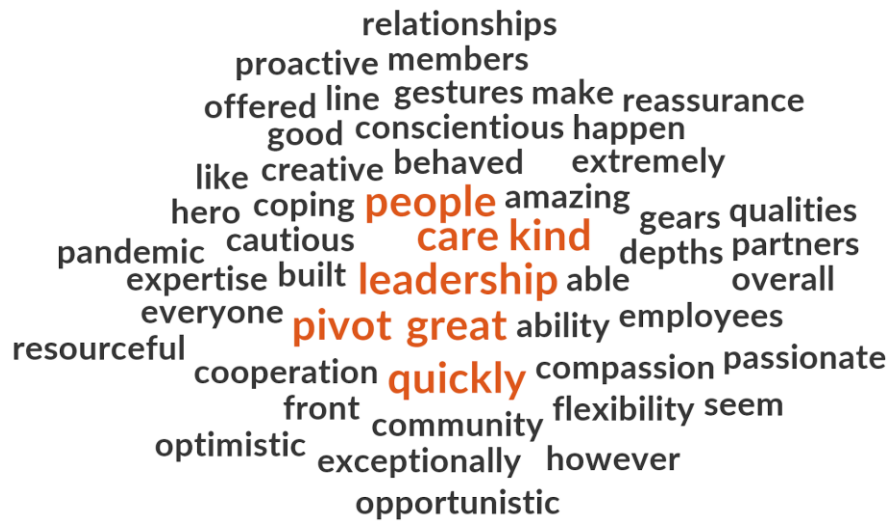 relationships
proactive members
offered line gestures make reassurance
good conscientious happen
like creative behaved extremely
hero coping people amazing gears qualities
pandemic cautious care kind depths partners
expertise built leadership able overall
everyone pivot great ability employees
resourceful cooperation quickly compassion passionate
front community flexibility seem
optimistic exceptionally however
opportunistic